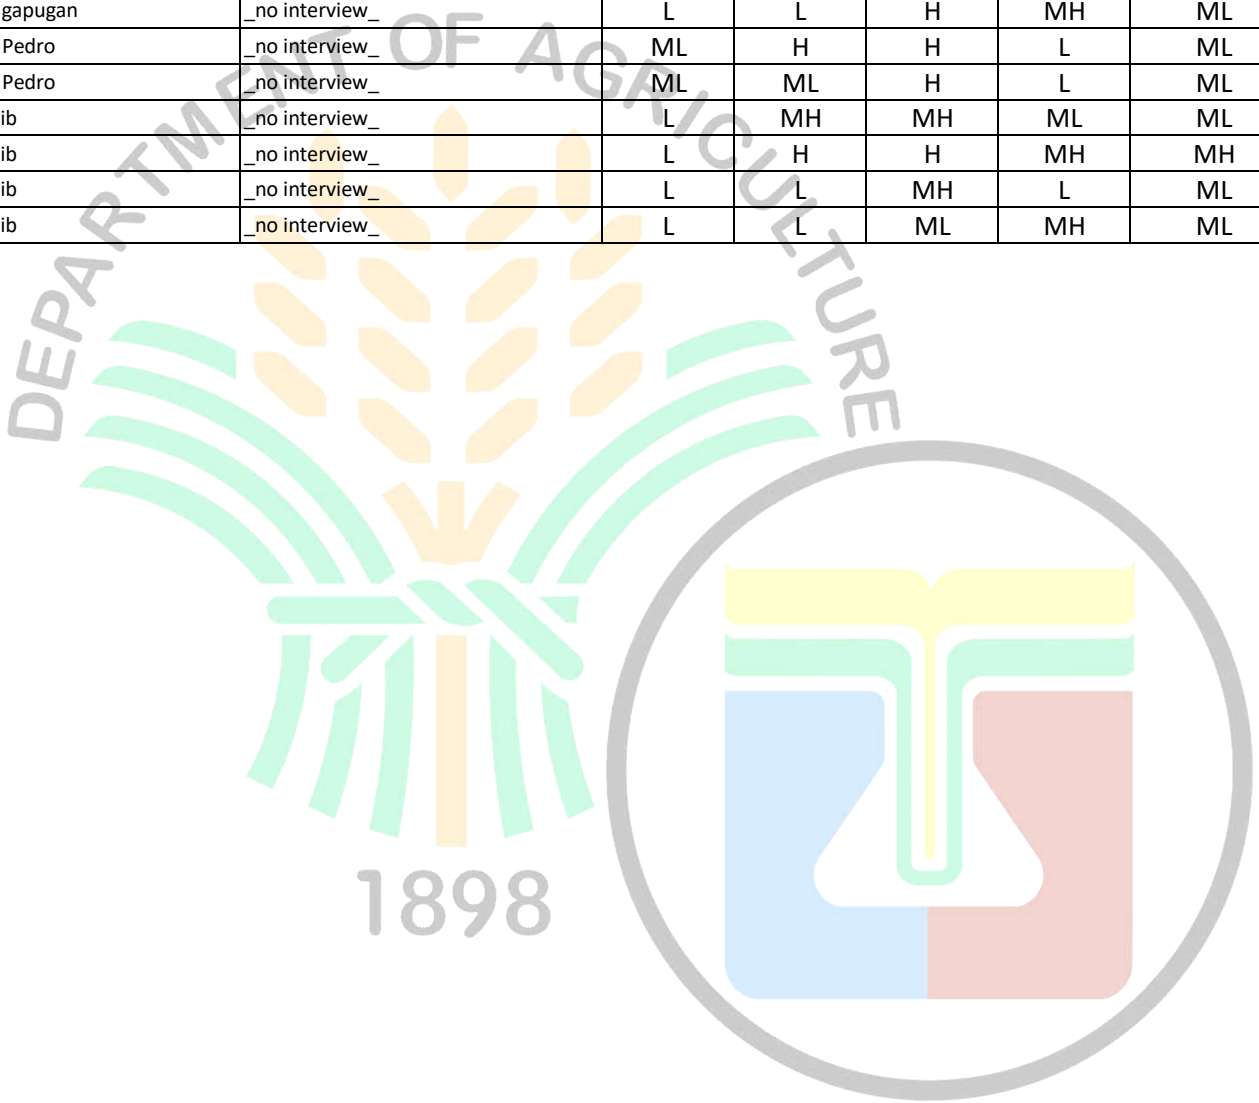 gapugan _no interview_ L L H MH ML
Pedro _no interview_ ML H H L ML
Pedro _no interview_ ML ML H L ML
ib _no interview_ L MH MH ML ML
ib _no interview_ L H H MH MH
ib _no interview_ L L MH L ML
ib _no interview_ L L ML MH ML
DEPARTMENT OF AGRICULTURE
1898